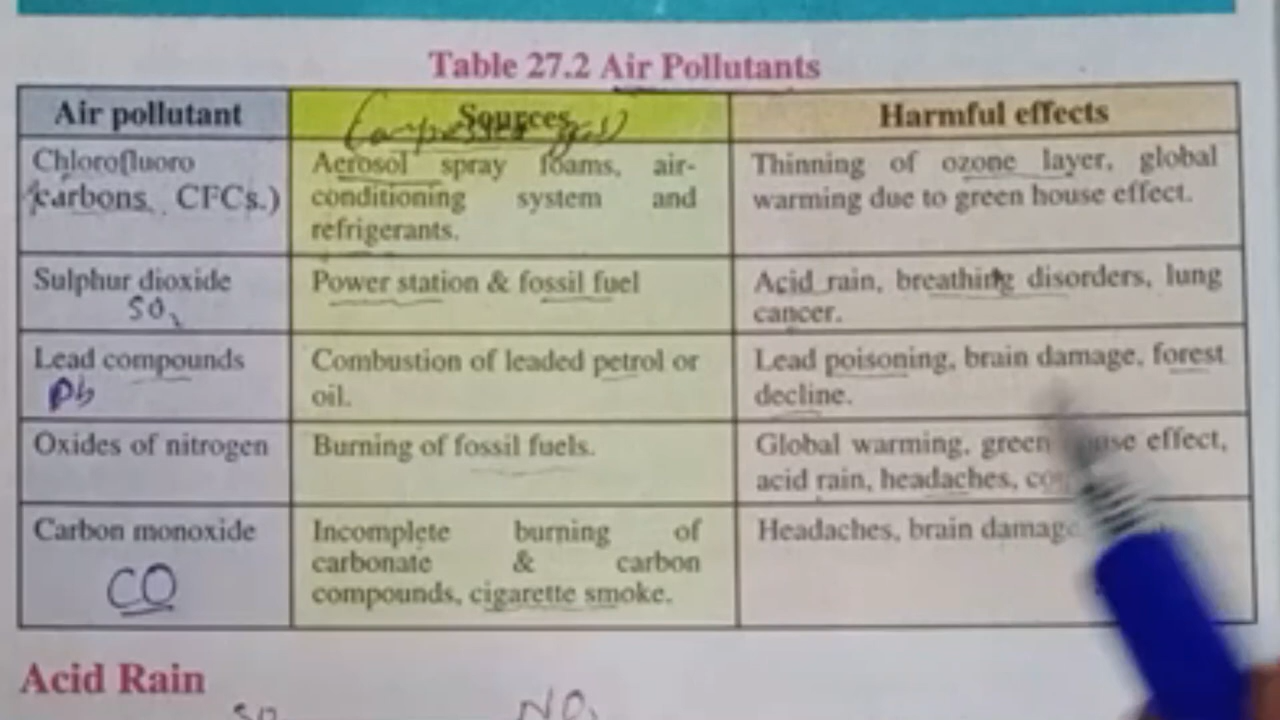 Table 27.2 Air Pollutants
Air pollutant
Sources
Harmful effects
Chlorofluoro
(carbons CFCs.)
Aerosol spray foams, air-
conditioning system and
refrigerants.
Thinning of ozone layer, global
warming due to green house effect.
Sulphur dioxide
SO2
Power station & fossil fuel
Acid rain, breathing disorders, lung
cancer.
Lead compounds
Pb
Combustion of leaded petrol or
oil.
Lead poisoning, brain damage, forest
decline.
Oxides of nitrogen
Burning of fossil fuels.
Global warming, green effect,
acid rain, headaches,
Carbon monoxide
CO
Incomplete burning of
carbonate & carbon
compounds, cigarette smoke.
Headaches, brain
Acid Rain